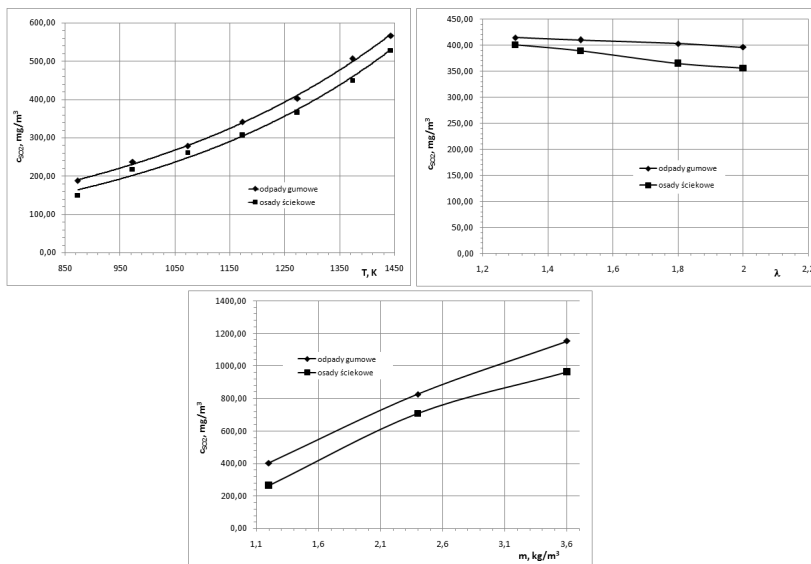 600,00
500,00
400,00
300,00
200,00
100,00
0,00
c_SO2, mg/m³
odpady gumowe
osady ściekowe
850 950 1050 1150 1250 1350 1450
T, K
450,00
400,00
350,00
300,00
250,00
200,00
150,00
100,00
50,00
0,00
c_SO2, mg/m³
odpady gumowe
osady ściekowe
1,2 1,4 1,6 1,8 2 2,2
λ
1400,00
1200,00
1000,00
800,00
600,00
400,00
200,00
0,00
c_SO2, mg/m³
odpady gumowe
osady ściekowe
1,1 1,6 2,1 2,6 3,1 3,6
m, kg/m³